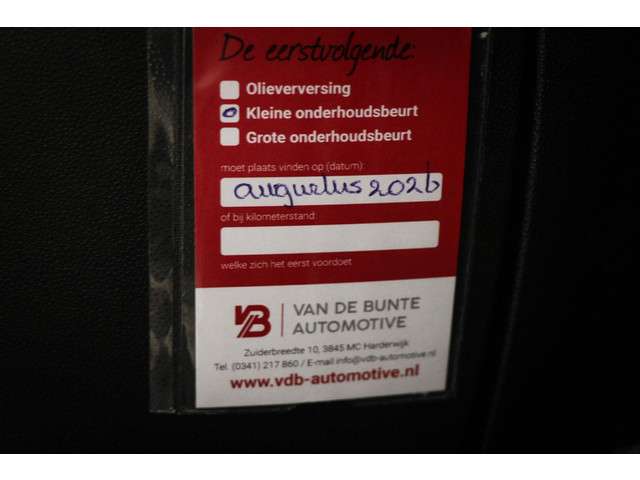 De eerstvolgende:
Olieverversing
Kleine onderhoudsbeurt
Grote onderhoudsbeurt
moet plaats vinden op (datum):
augustus 2026
of bij kilometerstand:
welke zich het eerst voordoet
VB VAN DE BUNTE
AUTOMOTIVE
Zuiderbreedte 10, 3845 MC Harderwijk
Tel. (0341) 217 860 / E-mail info@vdb-automotive.nl
www.vdb-automotive.nl